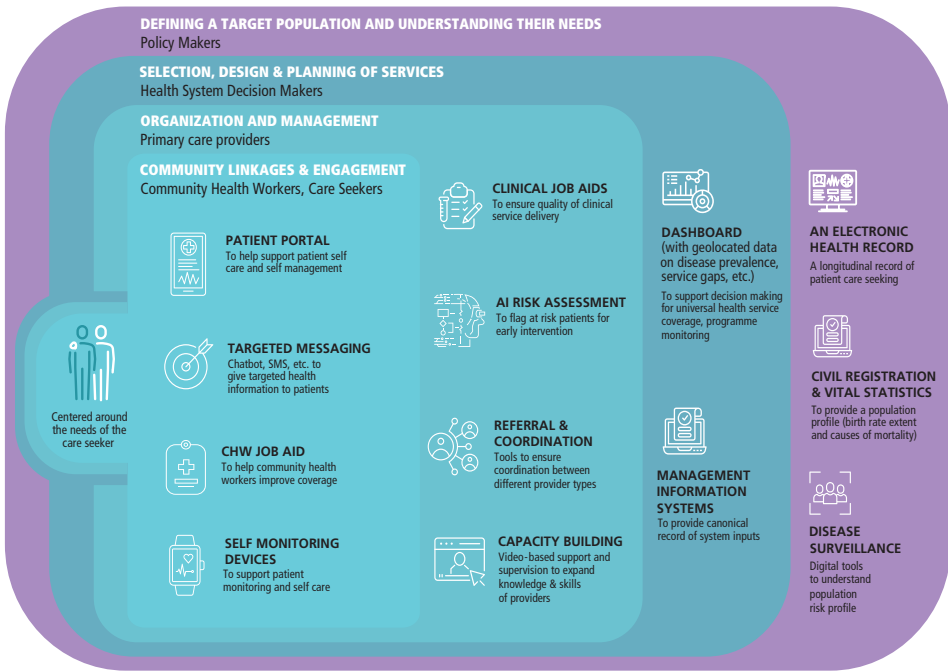 DEFINING A TARGET POPULATION AND UNDERSTANDING THEIR NEEDS
Policy Makers
SELECTION, DESIGN & PLANNING OF SERVICES
Health System Decision Makers
ORGANIZATION AND MANAGEMENT
Primary care providers
COMMUNITY LINKAGES & ENGAGEMENT
Community Health Workers, Care Seekers
Centered around
the needs of the
care seeker
PATIENT PORTAL
To help support patient self
care and self management
TARGETED MESSAGING
Chatbot, SMS, etc. to
give targeted health
information to patients
CHW JOB AID
To help community health
workers improve coverage
SELF MONITORING
DEVICES
To support patient
monitoring and self care
CLINICAL JOB AIDS
To ensure quality of clinical
service delivery
AI RISK ASSESSMENT
To flag at risk patients for
early intervention
REFERRAL &
COORDINATION
Tools to ensure
coordination between
different provider types
CAPACITY BUILDING
Video-based support and
supervision to expand
knowledge & skills
of providers
DASHBOARD
(with geolocated data
on disease prevalence,
service gaps, etc.)
To support decision making
for universal health service
coverage, programme
monitoring
MANAGEMENT
INFORMATION
SYSTEMS
To provide canonical
record of system inputs
AN ELECTRONIC
HEALTH RECORD
A longitudinal record of
patient care seeking
CIVIL REGISTRATION
& VITAL STATISTICS
To provide a population
profile (birth rate extent
and causes of mortality)
DISEASE
SURVEILLANCE
Digital tools
to understand
population
risk profile